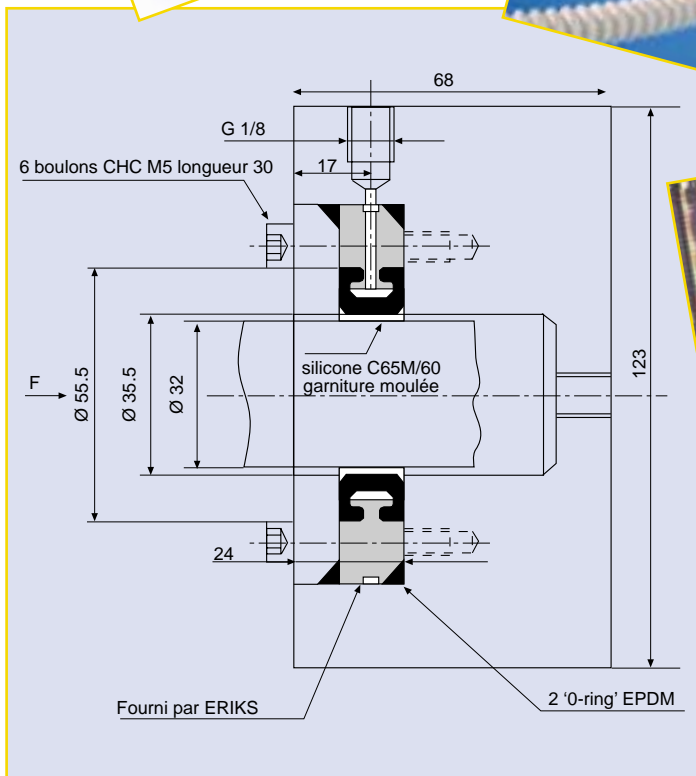 68
G 1/8
17
6 boulons CHC M5 longueur 30
silicone C65M/60
garniture moulée
123
F
Ø 55.5
Ø 35.5
Ø 32
24
Fourni par ERIKS
2 ‘0-ring’ EPDM